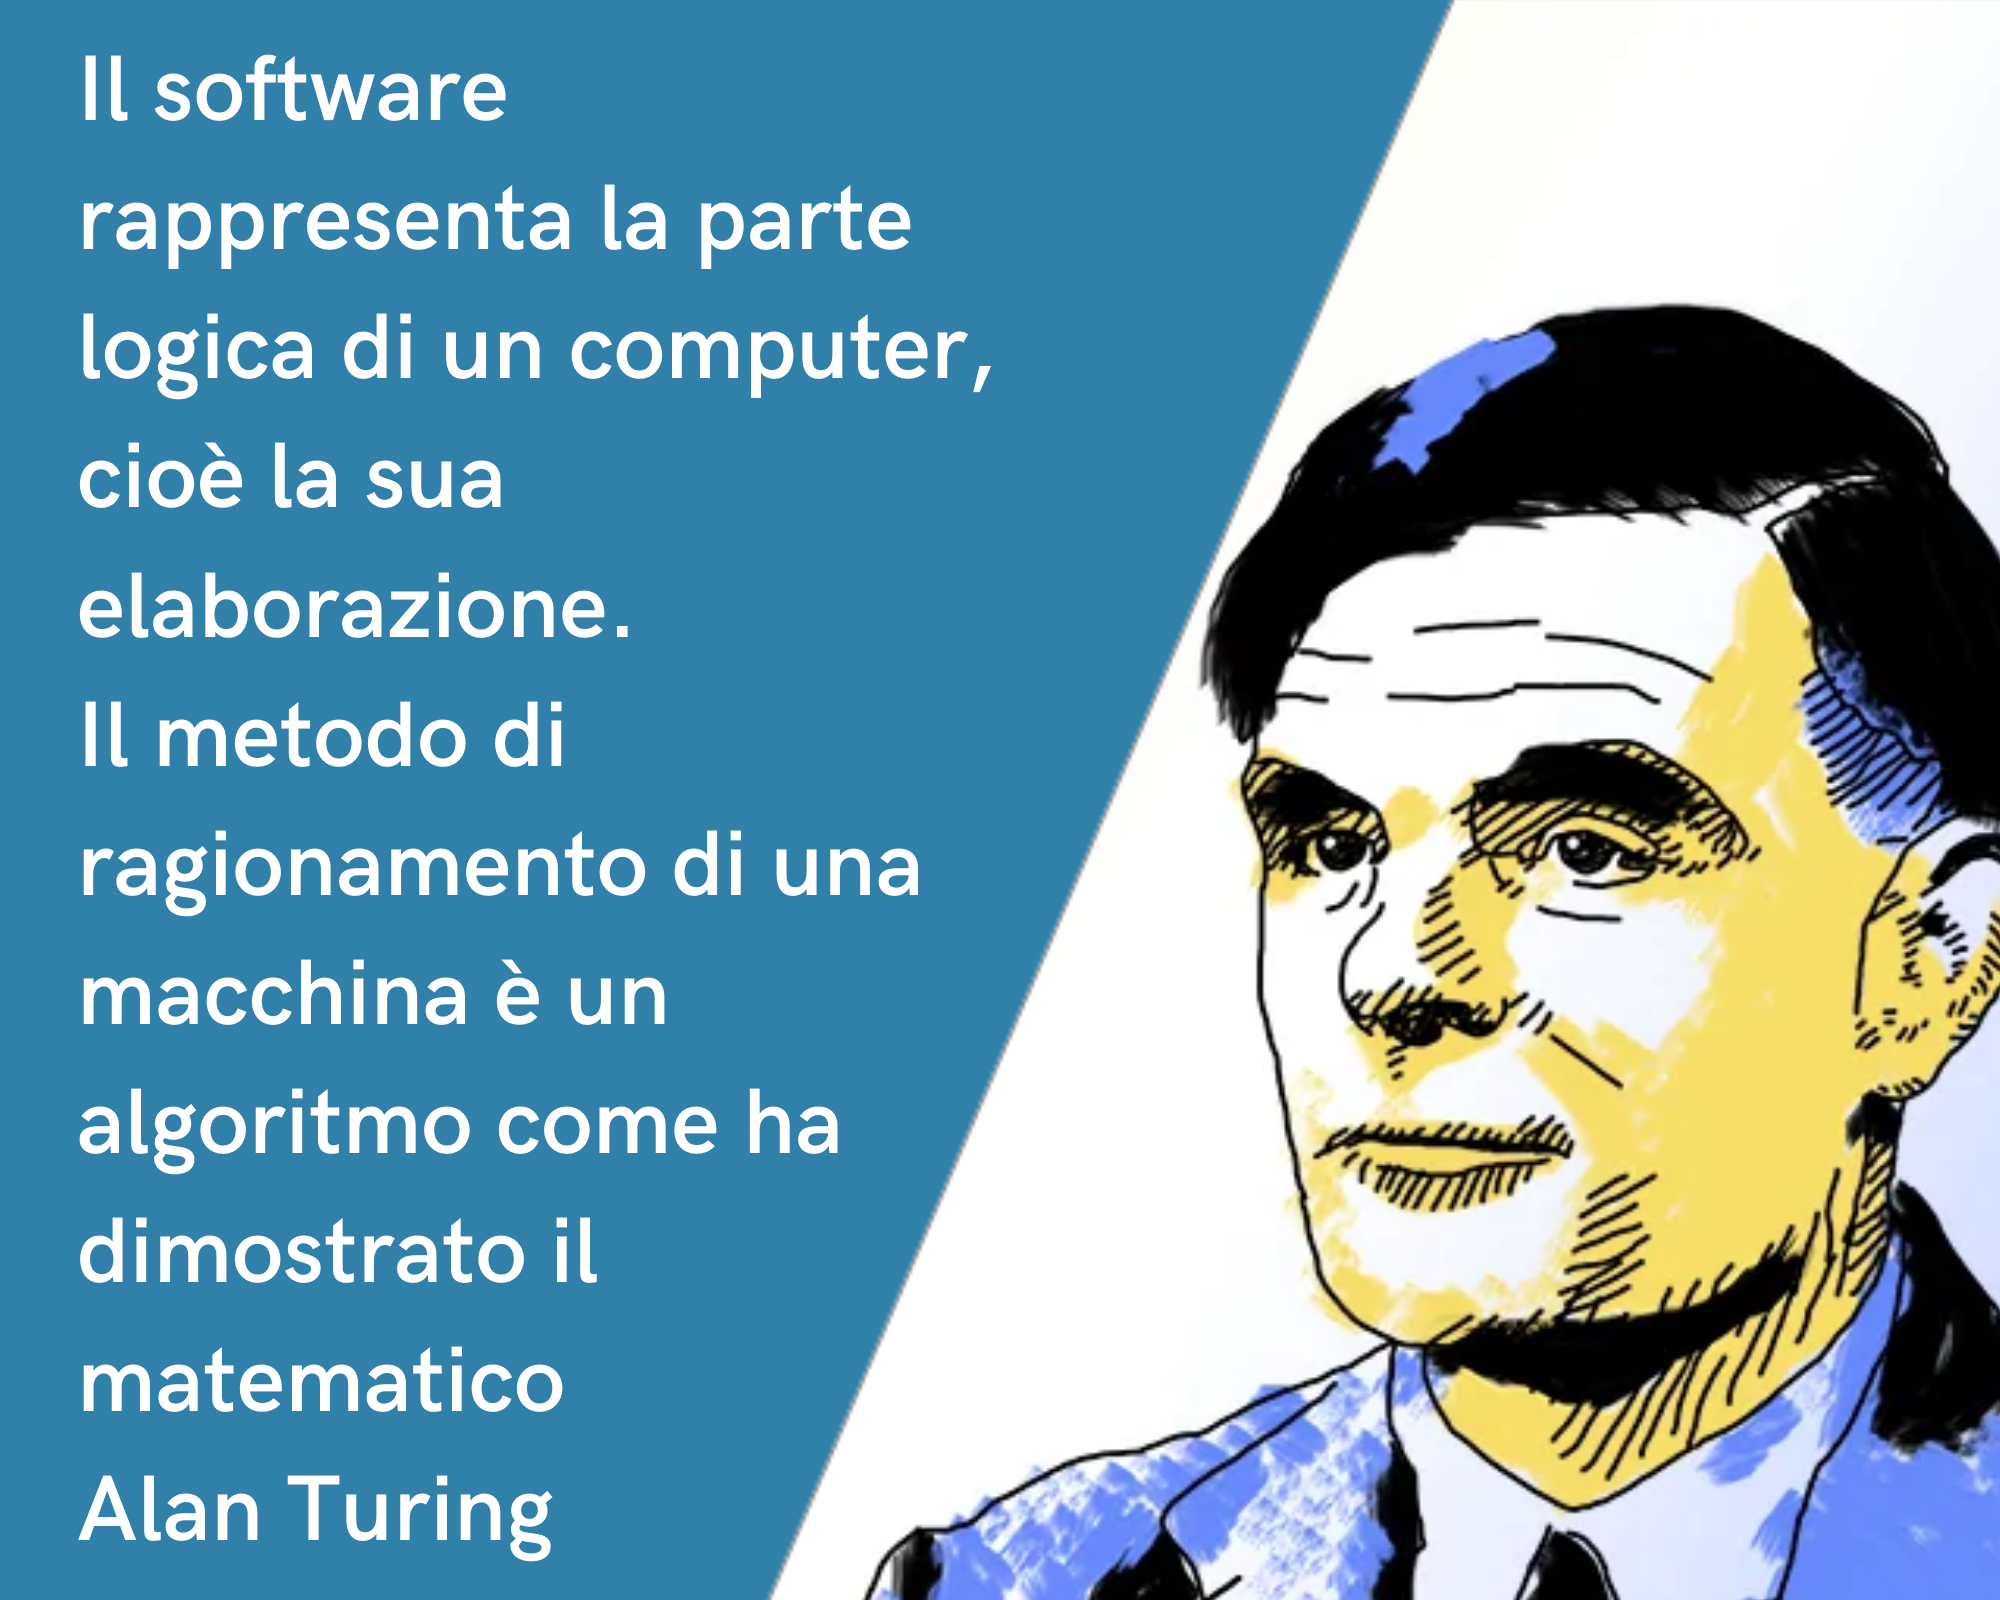 Il software
rappresenta la parte
logica di un computer,
cioè la sua
elaborazione.
Il metodo di
ragionamento di una
macchina è un
algoritmo come ha
dimostrato il
matematico
Alan Turing